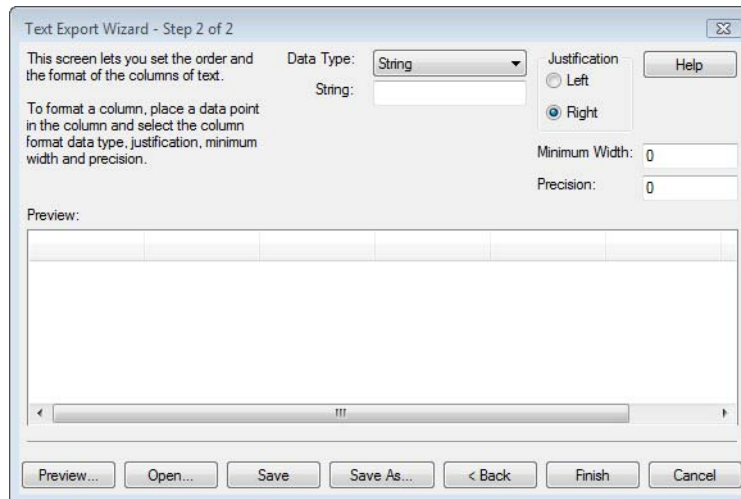 Text Export Wizard - Step 2 of 2
This screen lets you set the order and
the format of the columns of text.
To format a column, place a data point
in the column and select the column
format data type, justification, minimum
width and precision.
Data Type: String
String:
Justification
Left
Right
Help
Minimum Width: 0
Precision: 0
Preview:
Preview... Open... Save Save As... < Back Finish Cancel